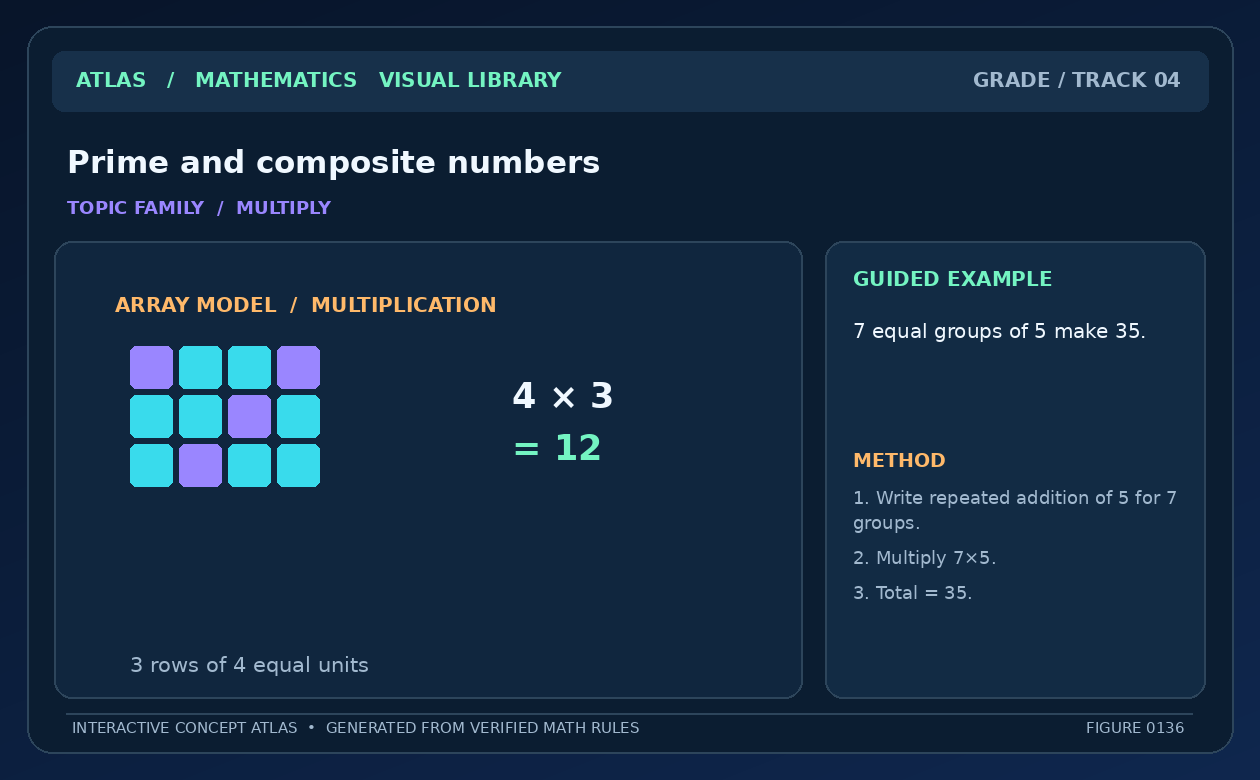 ATLAS / MATHEMATICS VISUAL LIBRARY
GRADE / TRACK 04
Prime and composite numbers
TOPIC FAMILY / MULTIPLY
ARRAY MODEL / MULTIPLICATION
4 × 3
= 12
3 rows of 4 equal units
GUIDED EXAMPLE
7 equal groups of 5 make 35.
METHOD
1. Write repeated addition of 5 for 7
groups.
2. Multiply 7×5.
3. Total = 35.
INTERACTIVE CONCEPT ATLAS • GENERATED FROM VERIFIED MATH RULES
FIGURE 0136